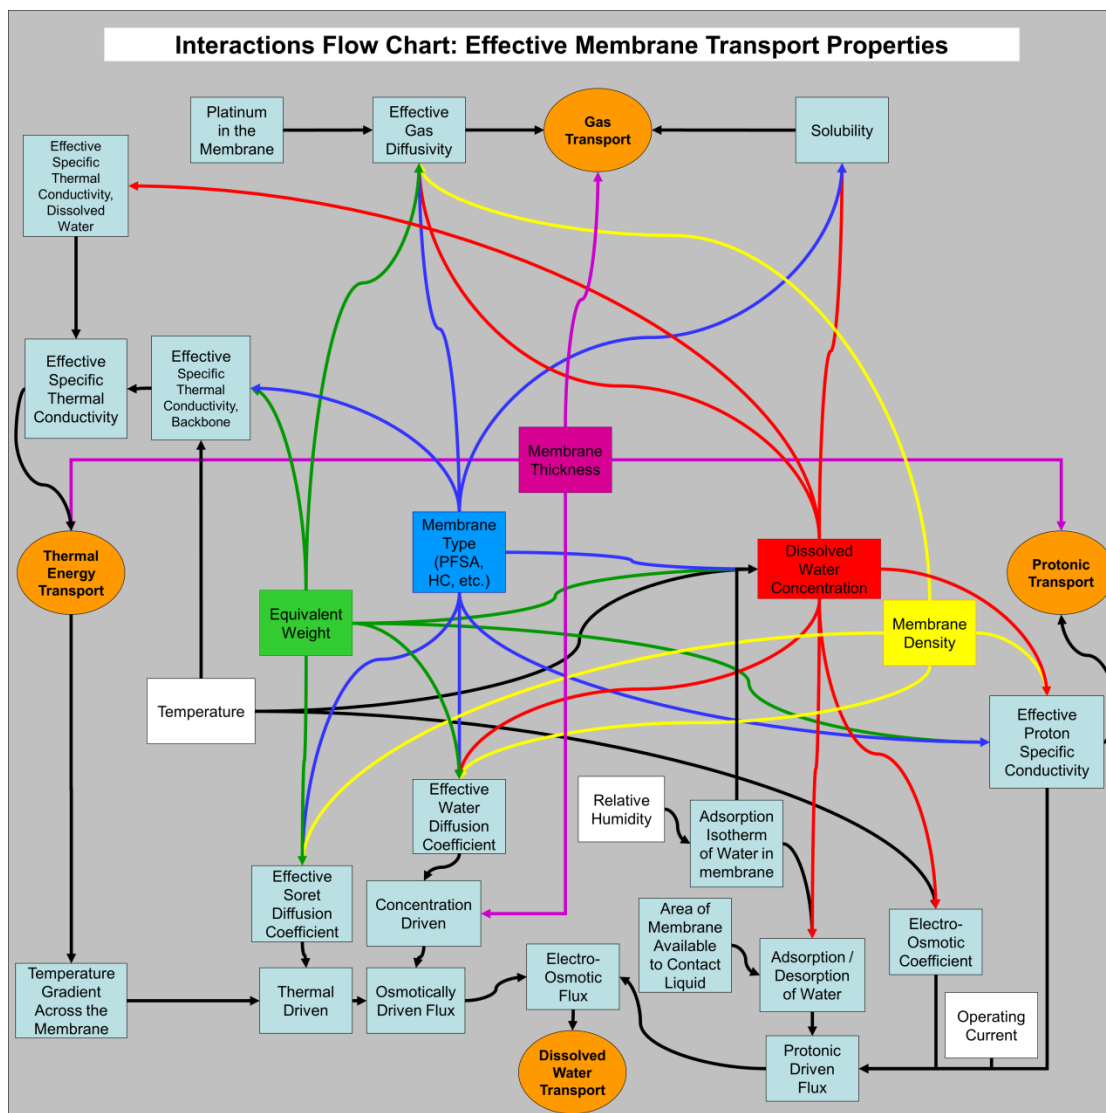 Interactions Flow Chart: Effective Membrane Transport Properties
Platinum
in the
Membrane
Effective
Gas
Diffusivity
Gas
Transport
Solubility
Effective
Specific
Thermal
Conductivity,
Dissolved
Water
Effective
Specific
Thermal
Conductivity
Effective
Specific
Thermal
Conductivity,
Backbone
Membrane
Thickness
Membrane
Type
(PFSA,
HC, etc.)
Dissolved
Water
Concentration
Thermal
Energy
Transport
Protonic
Transport
Equivalent
Weight
Membrane
Density
Temperature
Effective
Proton
Specific
Conductivity
Effective
Water
Diffusion
Coefficient
Relative
Humidity
Adsorption
Isotherm
of Water in
membrane
Effective
Soret
Diffusion
Coefficient
Concentration
Driven
Area of
Membrane
Available
to Contact
Liquid
Electro-
Osmotic
Coefficient
Adsorption /
Desorption
of Water
Temperature
Gradient
Across the
Membrane
Thermal
Driven
Osmotically
Driven Flux
Electro-
Osmotic
Flux
Operating
Current
Dissolved
Water
Transport
Protonic
Driven
Flux